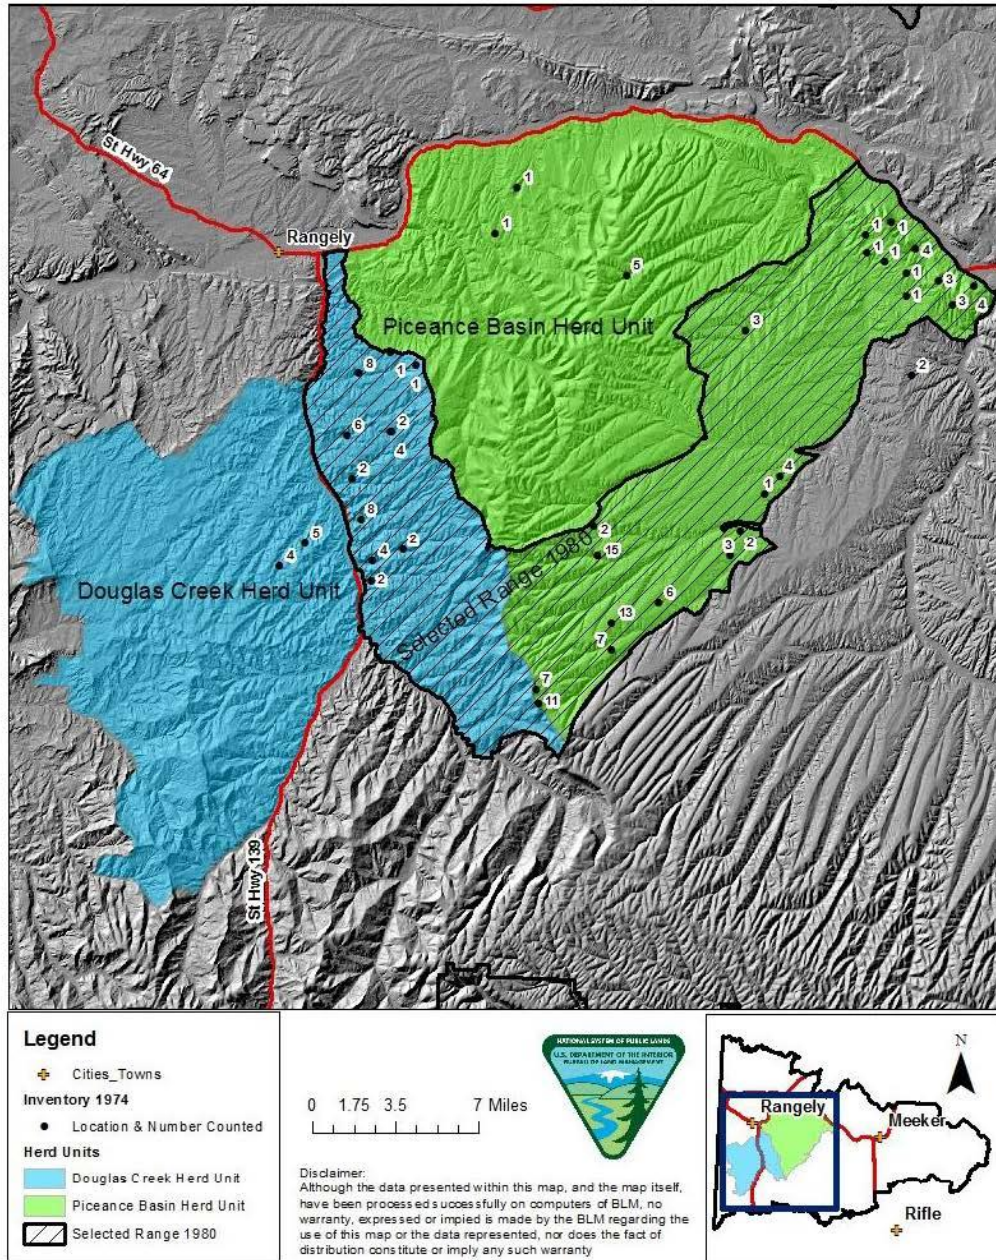 St Hwy 64
1
Rangely
1
1
1
1
1
4
5
1
3
Piceance Basin Herd Unit
3
1
3
4
8
1
2
1
6
2
4
4
2
1
8
5
2
3
2
4
4
2
15
Douglas Creek Herd Unit
2
Selected Range 1980
6
13
7
7
11
St Hwy 139
Legend
Cities_Towns
Inventory 1974
Location & Number Counted
Herd Units
Douglas Creek Herd Unit
Piceance Basin Herd Unit
Selected Range 1980
0 1.75 3.5 7 Miles
NATIONAL SYSTEM OF PUBLIC LANDS
U.S. DEPARTMENT OF THE INTERIOR
BUREAU OF LAND MANAGEMENT
Disclaimer:
Although the data presented within this map, and the map itself,
have been processed successfully on computers of BLM, no
warranty, expressed or impied is made by the BLM regarding the
use of this map or the data represented, nor does the fact of
distribution constitute or imply any such warranty
N
Rangely
Meeker
Rifle